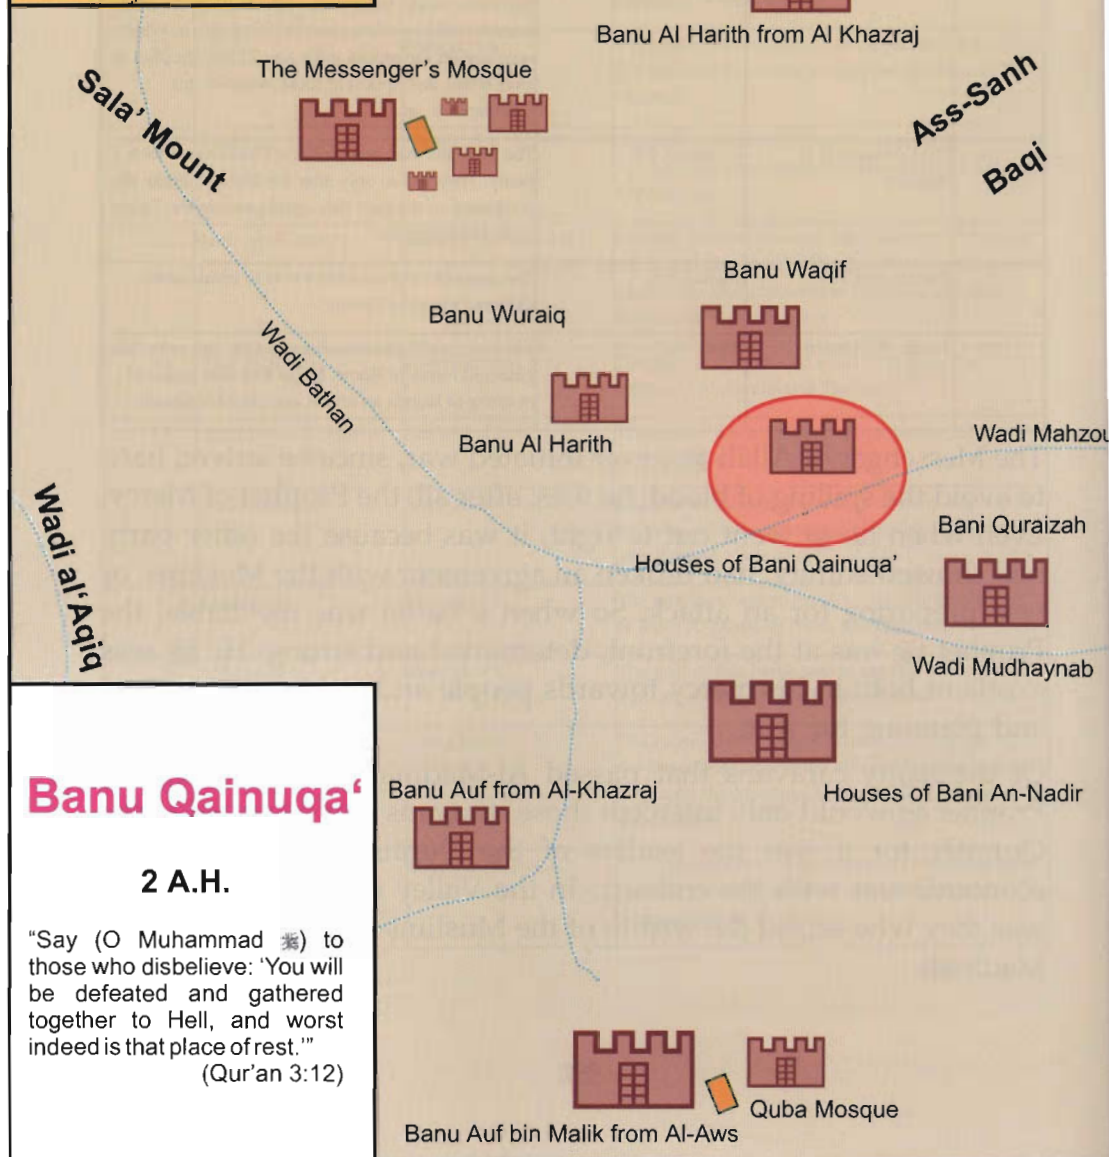 Banu Al Harith from Al Khazraj
The Messenger's Mosque
Sala' Mount
Ass-Sanh
Baqi
Banu Waqif
Banu Wuraiq
Wadi Bathan
Banu Al Harith
Wadi Mahzou
Wadi al'Aqiq
Bani Quraizah
Houses of Bani Qainuqa'
Wadi Mudhaynab
Banu Auf from Al-Khazraj
Houses of Bani An-Nadir
Banu Qainuqa‘
2 A.H.
“Say (O Muhammad ﷺ) to
those who disbelieve: ‘You will
be defeated and gathered
together to Hell, and worst
indeed is that place of rest.’”
(Qur’an 3:12)
Quba Mosque
Banu Auf bin Malik from Al-Aws